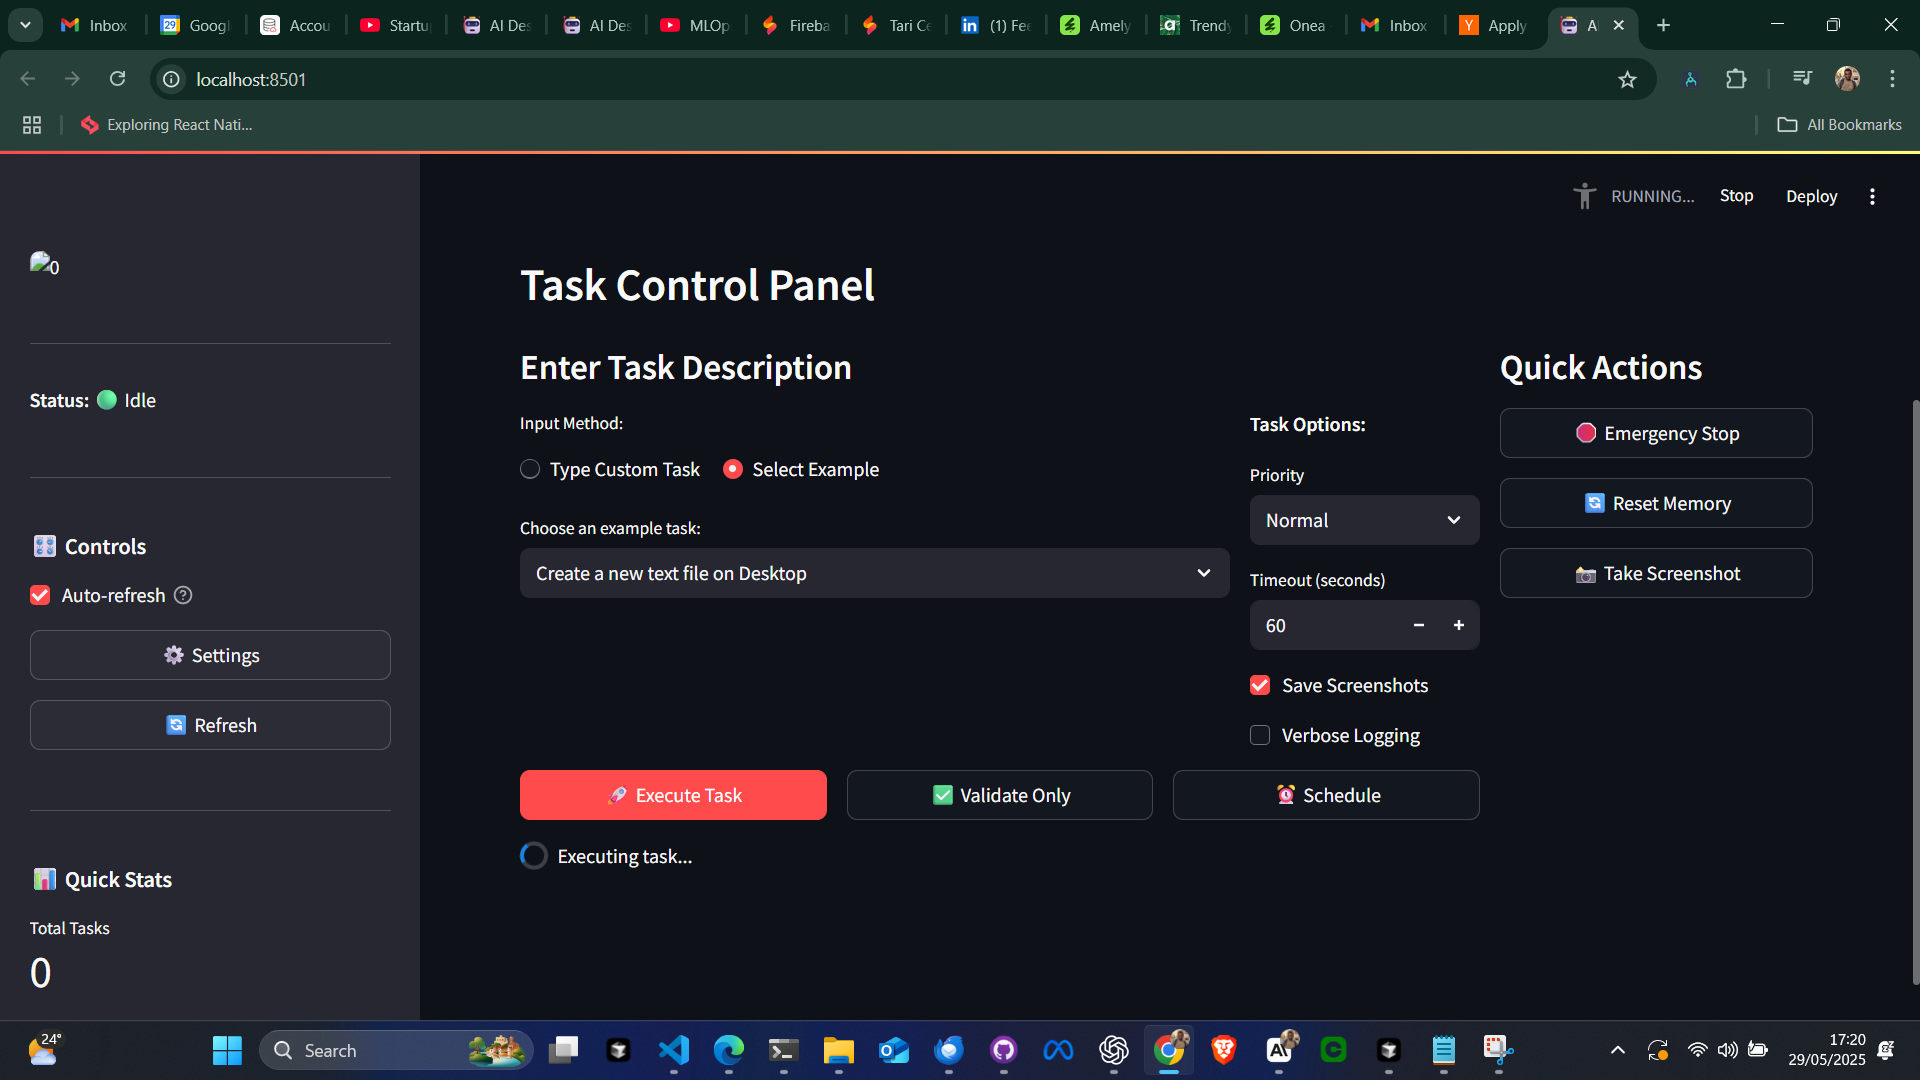 Inbox
Googl
Accou
Startu
AI Des
AI Des
MLOp
Fireba
Tari Ce
(1) Fee
Amely
Trendy
Onea
Inbox
Apply
localhost:8501
Exploring React Nati...
All Bookmarks
RUNNING...
Stop
Deploy
0
Status: Idle
Controls
Auto-refresh
Settings
Refresh
Quick Stats
Total Tasks
0
Task Control Panel
Enter Task Description
Input Method:
Type Custom Task
Select Example
Choose an example task:
Create a new text file on Desktop
Task Options:
Priority
Normal
Timeout (seconds)
60
Save Screenshots
Verbose Logging
Execute Task
Validate Only
Schedule
Executing task...
Quick Actions
Emergency Stop
Reset Memory
Take Screenshot
24°
Search
17:20
29/05/2025